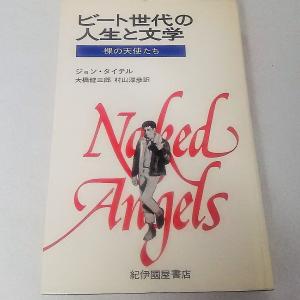 ビート世代の
人生と文学
裸の天使たち
ジョン・タイテル
大橋健三郎 村山淳彦訳
Naked
Angels
紀伊國屋書店